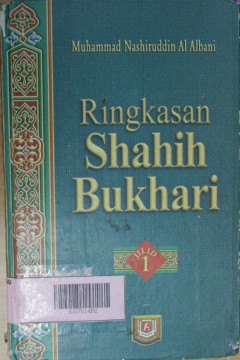 Muhammad Nashiruddin Al Albani
Ringkasan
Shahih
Bukhari
JILID
1